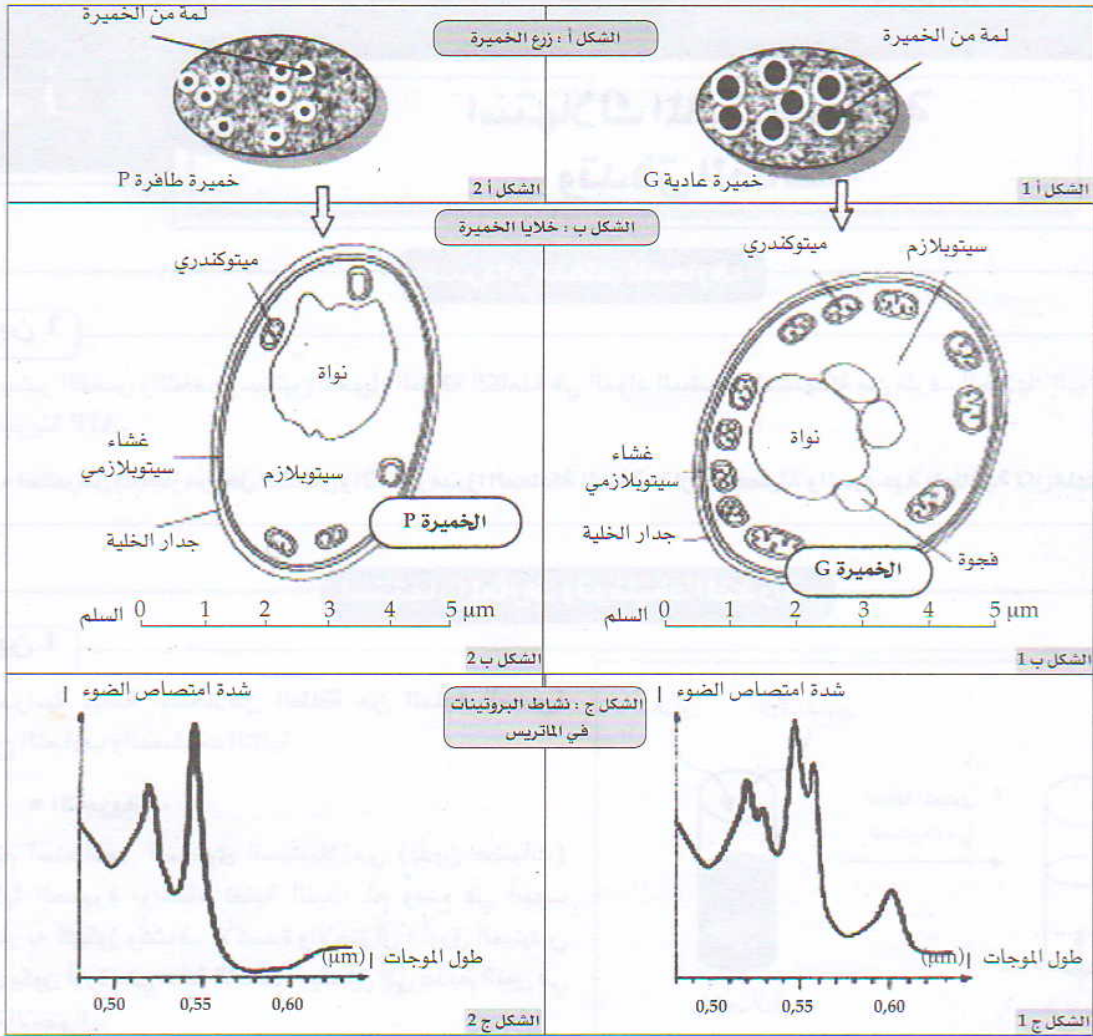 الشكل أ : زرع الخميرة
لمة من الخميرة
خميرة عادية G
الشكل أ 1
لمة من الخميرة
خميرة طافرة P
الشكل أ 2
الشكل ب : خلايا الخميرة
ميتوكندري
سيتوبلازم
نواة
غشاء
سيتوبلازمي
جدار الخلية
فجوة
الخميرة G
السلم 0 1 2 3 4 5 µm
الشكل ب 1
ميتوكندري
نواة
غشاء
سيتوبلازمي
سيتوبلازم
جدار الخلية
الخميرة P
السلم 0 1 2 3 4 5 µm
الشكل ب 2
الشكل ج : نشاط البروتينات
في الماتريس
شدة امتصاص الضوء
طول الموجات (µm)
0,50 0,55 0,60
الشكل ج 1
شدة امتصاص الضوء
طول الموجات (µm)
0,50 0,55 0,60
الشكل ج 2